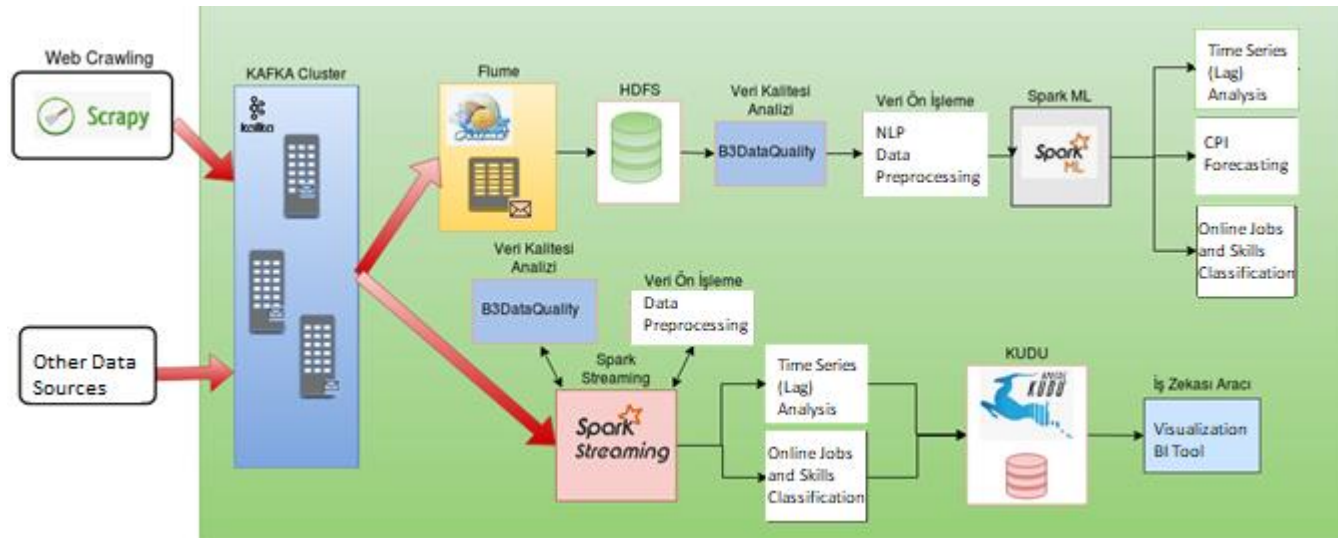 Web Crawling
Scrapy
Other Data
Sources
KAFKA Cluster
kafka
Flume
HDFS
Veri Kalitesi
Analizi
B3DataQuality
Veri Ön İşleme
NLP
Data
Preprocessing
Spark ML
Spark
ML
Time Series
(Lag)
Analysis
CPI
Forecasting
Online Jobs
and Skills
Classification
Veri Kalitesi
Analizi
B3DataQuality
Veri Ön İşleme
Data
Preprocessing
Spark
Streaming
Spark
Streaming
Time Series
(Lag)
Analysis
Online Jobs
and Skills
Classification
KUDU
KUDU
İş Zekası Aracı
Visualization
BI Tool